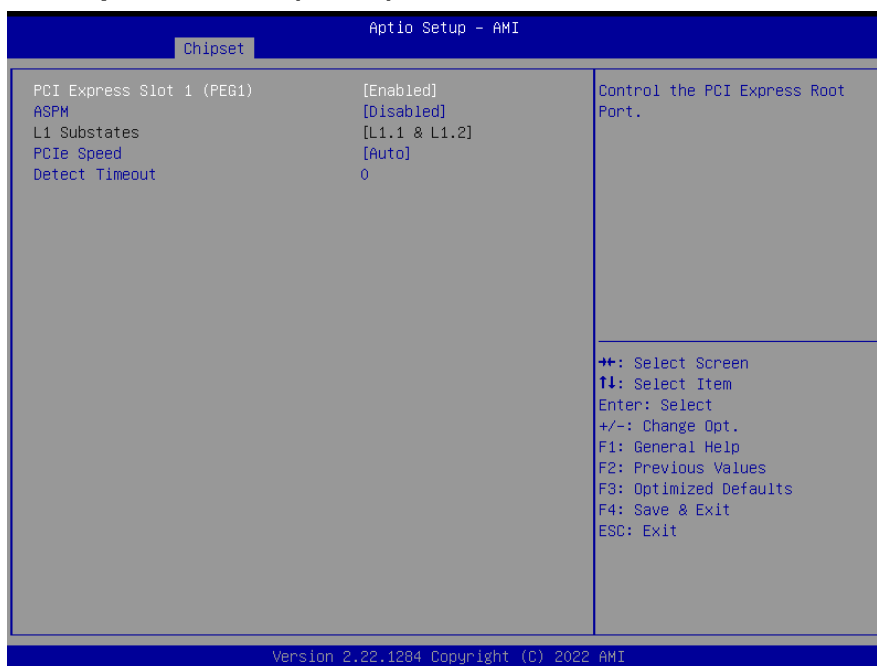 Aptio Setup - AMI
Chipset
PCI Express Slot 1 (PEG1) [Enabled]
ASPM [Disabled]
L1 Substates [L1.1 & L1.2]
PCIe Speed [Auto]
Detect Timeout 0
Control the PCI Express Root
Port.
→←: Select Screen
↑↓: Select Item
Enter: Select
+/-: Change Opt.
F1: General Help
F2: Previous Values
F3: Optimized Defaults
F4: Save & Exit
ESC: Exit
Version 2.22.1284 Copyright (C) 2022 AMI